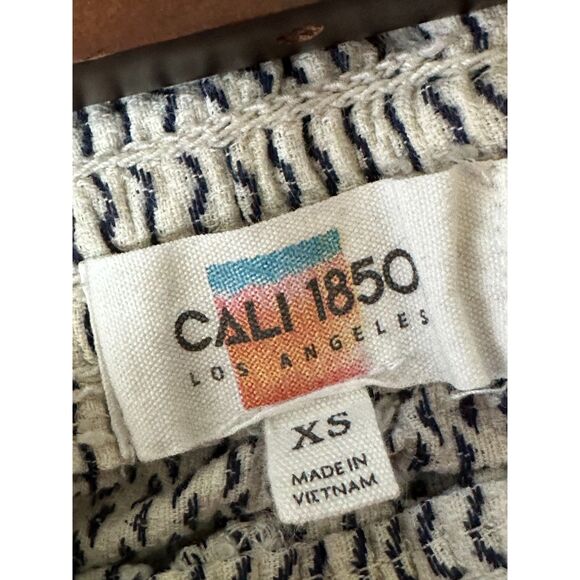 CALI 1850
LOS ANGELES
XS
MADE IN
VIETNAM